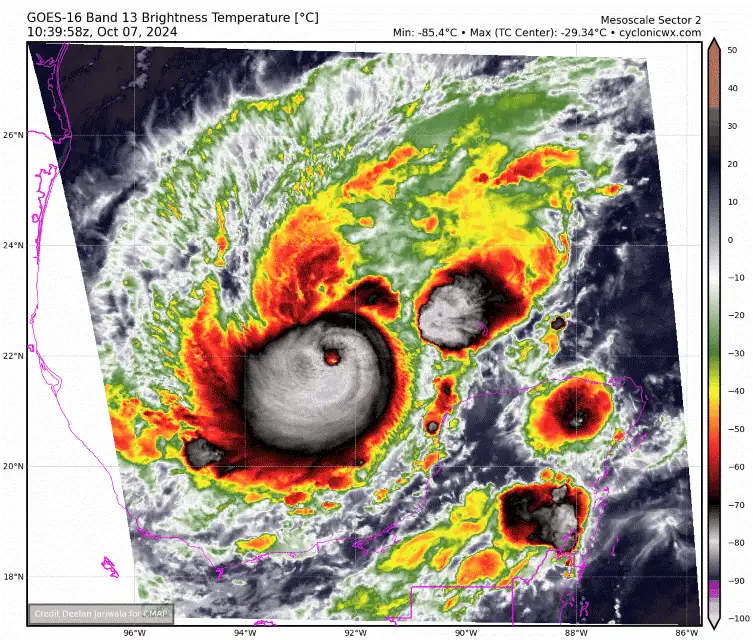 GOES-16 Band 13 Brightness Temperature [°C]
10:39:58z, Oct 07, 2024
Mesoscale Sector 2
Min: -85.4°C • Max (TC Center): -29.34°C • cyclonicwx.com
50
40
30
20
10
0
−10
−20
−30
−40
−50
−60
−70
−80
−90
−100
26°N
24°N
22°N
20°N
18°N
Credit Deelan Jariwala for CMAP
96°W
94°W
92°W
90°W
88°W
86°W